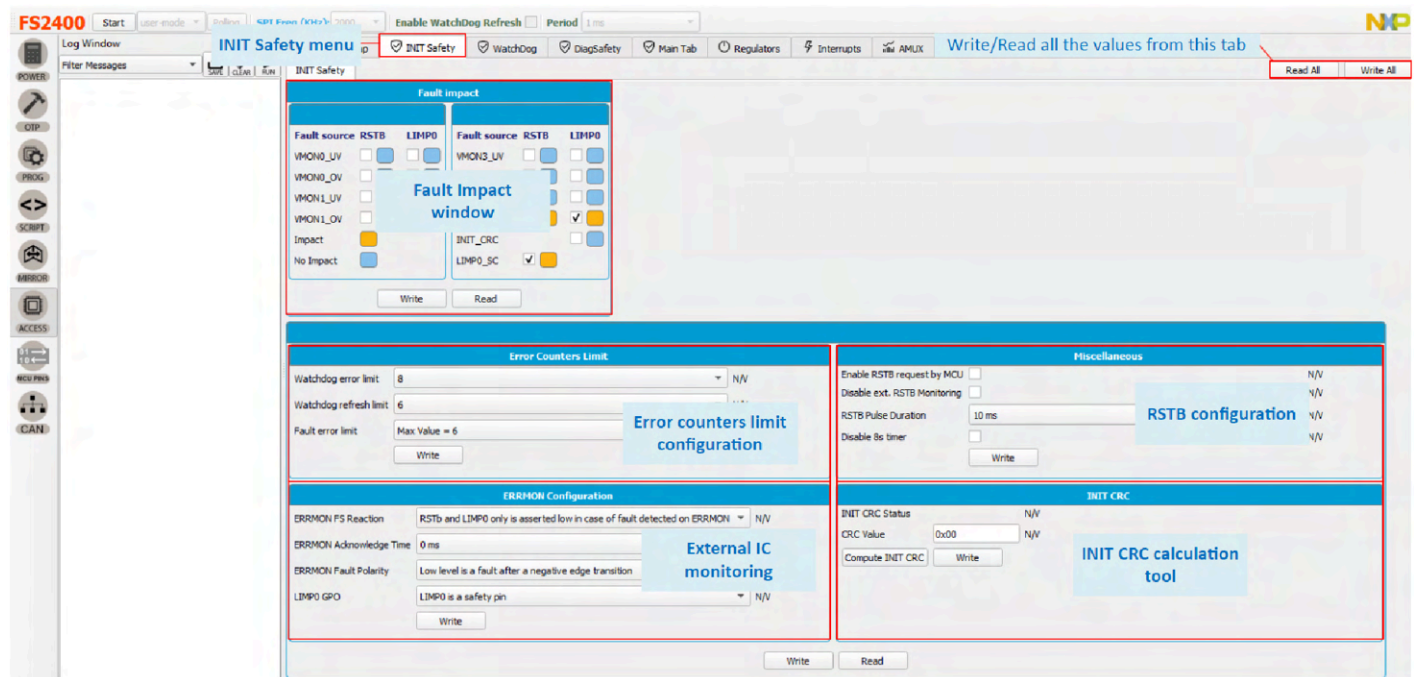 FS2400 Start user-mode Polling SPI Freq (KHz): 2000 Enable WatchDog Refresh Period 1 ms NXP
Log Window INIT Safety menu INIT Safety WatchDog DiagSafety Main Tab Regulators Interrupts AMUX Write/Read all the values from this tab
Filter Messages SAVE CLEAR RUN INIT Safety Read All Write All
POWER
OTP
PROG
SCRIPT
MIRROR
ACCESS
MCU PINS
CAN
Fault impact
Fault source RSTB LIMP0 Fault source RSTB LIMP0
VMON0_UV VMON3_UV
VMON0_OV
VMON1_UV
VMON1_OV
Fault Impact
window
Impact INIT_CRC
No Impact LIMP0_SC
Write Read
Error Counters Limit
Watchdog error limit 8 N/V
Watchdog refresh limit 6
Fault error limit Max Value = 6
Write
Error counters limit
configuration
Miscellaneous
Enable RSTB request by MCU N/V
Disable ext. RSTB Monitoring N/V
RSTB Pulse Duration 10 ms N/V
Disable 8s timer N/V
Write
RSTB configuration
ERRMON Configuration
ERRMON FS Reaction RSTb and LIMP0 only is asserted low in case of fault detected on ERRMON N/V
ERRMON Acknowledge Time 0 ms
ERRMON Fault Polarity Low level is a fault after a negative edge transition
LIMP0 GPO LIMP0 is a safety pin N/V
Write
External IC
monitoring
INIT CRC
INIT CRC Status N/V
CRC Value 0x00 N/V
Compute INIT CRC Write
INIT CRC calculation
tool
Write Read